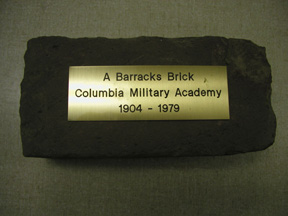 A Barracks Brick
Columbia Military Academy
1904 - 1979